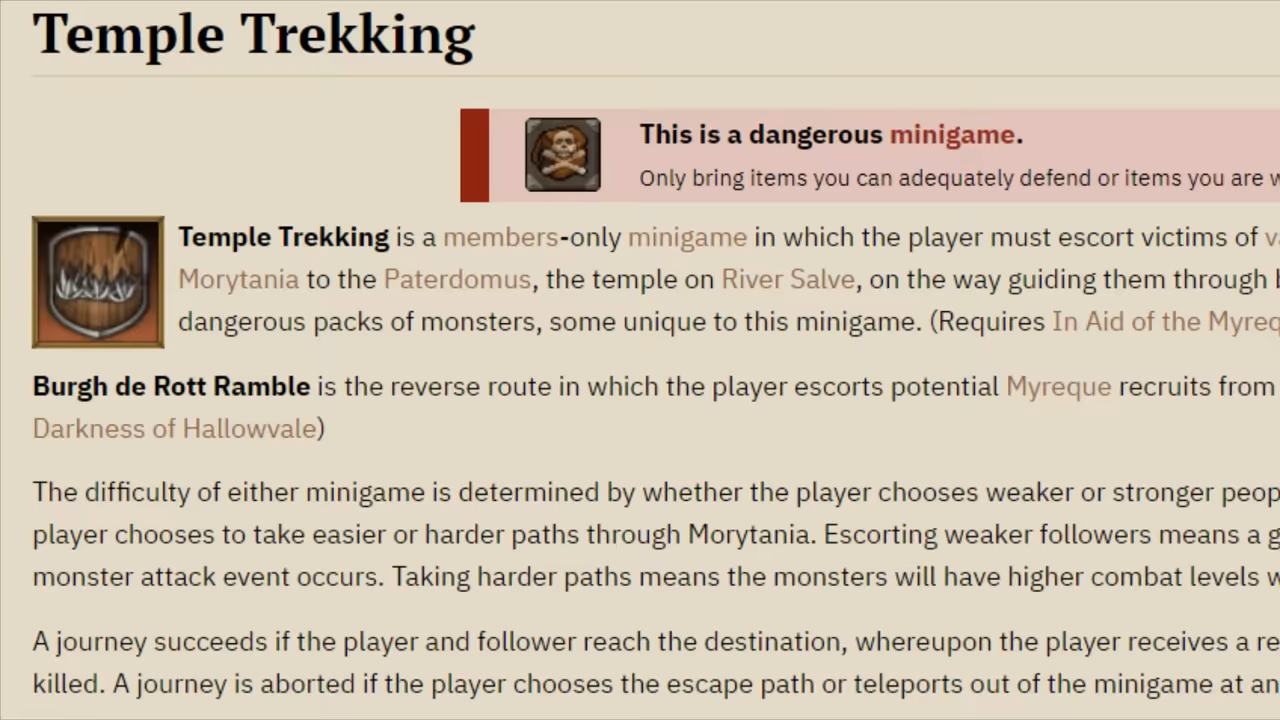 Temple Trekking
This is a dangerous minigame.
Only bring items you can adequately defend or items you are
Temple Trekking is a members-only minigame in which the player must escort victims of
Morytania to the Paterdomus, the temple on River Salve, on the way guiding them through
dangerous packs of monsters, some unique to this minigame. (Requires In Aid of the
Burgh de Rott Ramble is the reverse route in which the player escorts potential Myreque recruits from
Darkness of Hallowvale)
The difficulty of either minigame is determined by whether the player chooses weaker or stronger
player chooses to take easier or harder paths through Morytania. Escorting weaker followers means a
monster attack event occurs. Taking harder paths means the monsters will have higher combat levels
A journey succeeds if the player and follower reach the destination, whereupon the player receives a
killed. A journey is aborted if the player chooses the escape path or teleports out of the minigame at